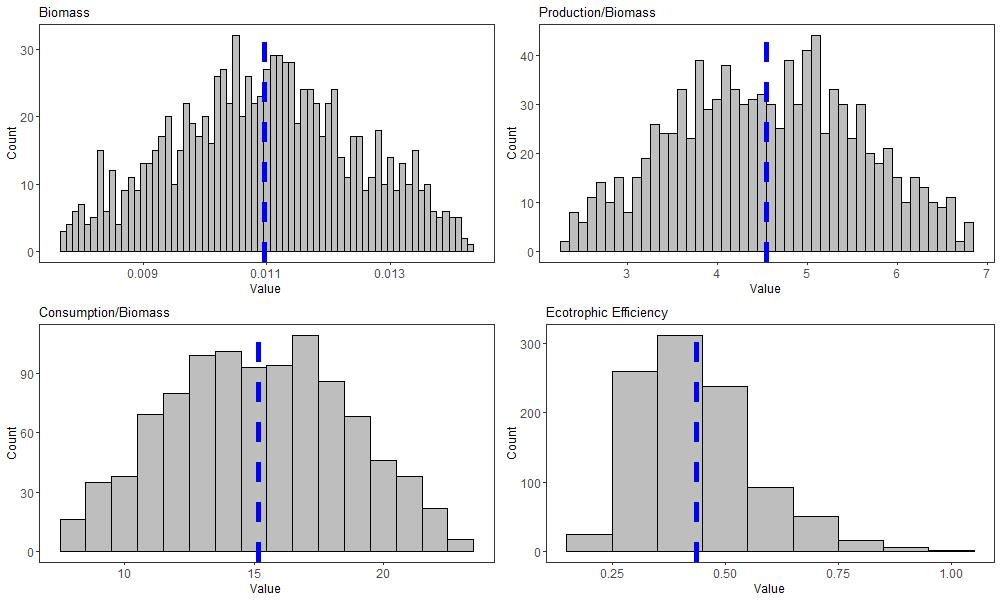 Biomass
Count
30
20
10
0
0.009 0.011 0.013
Value
Production/Biomass
Count
40
30
20
10
0
3 4 5 6 7
Value
Consumption/Biomass
Count
90
60
30
0
10 15 20
Value
Ecotrophic Efficiency
Count
300
200
100
0
0.25 0.50 0.75 1.00
Value